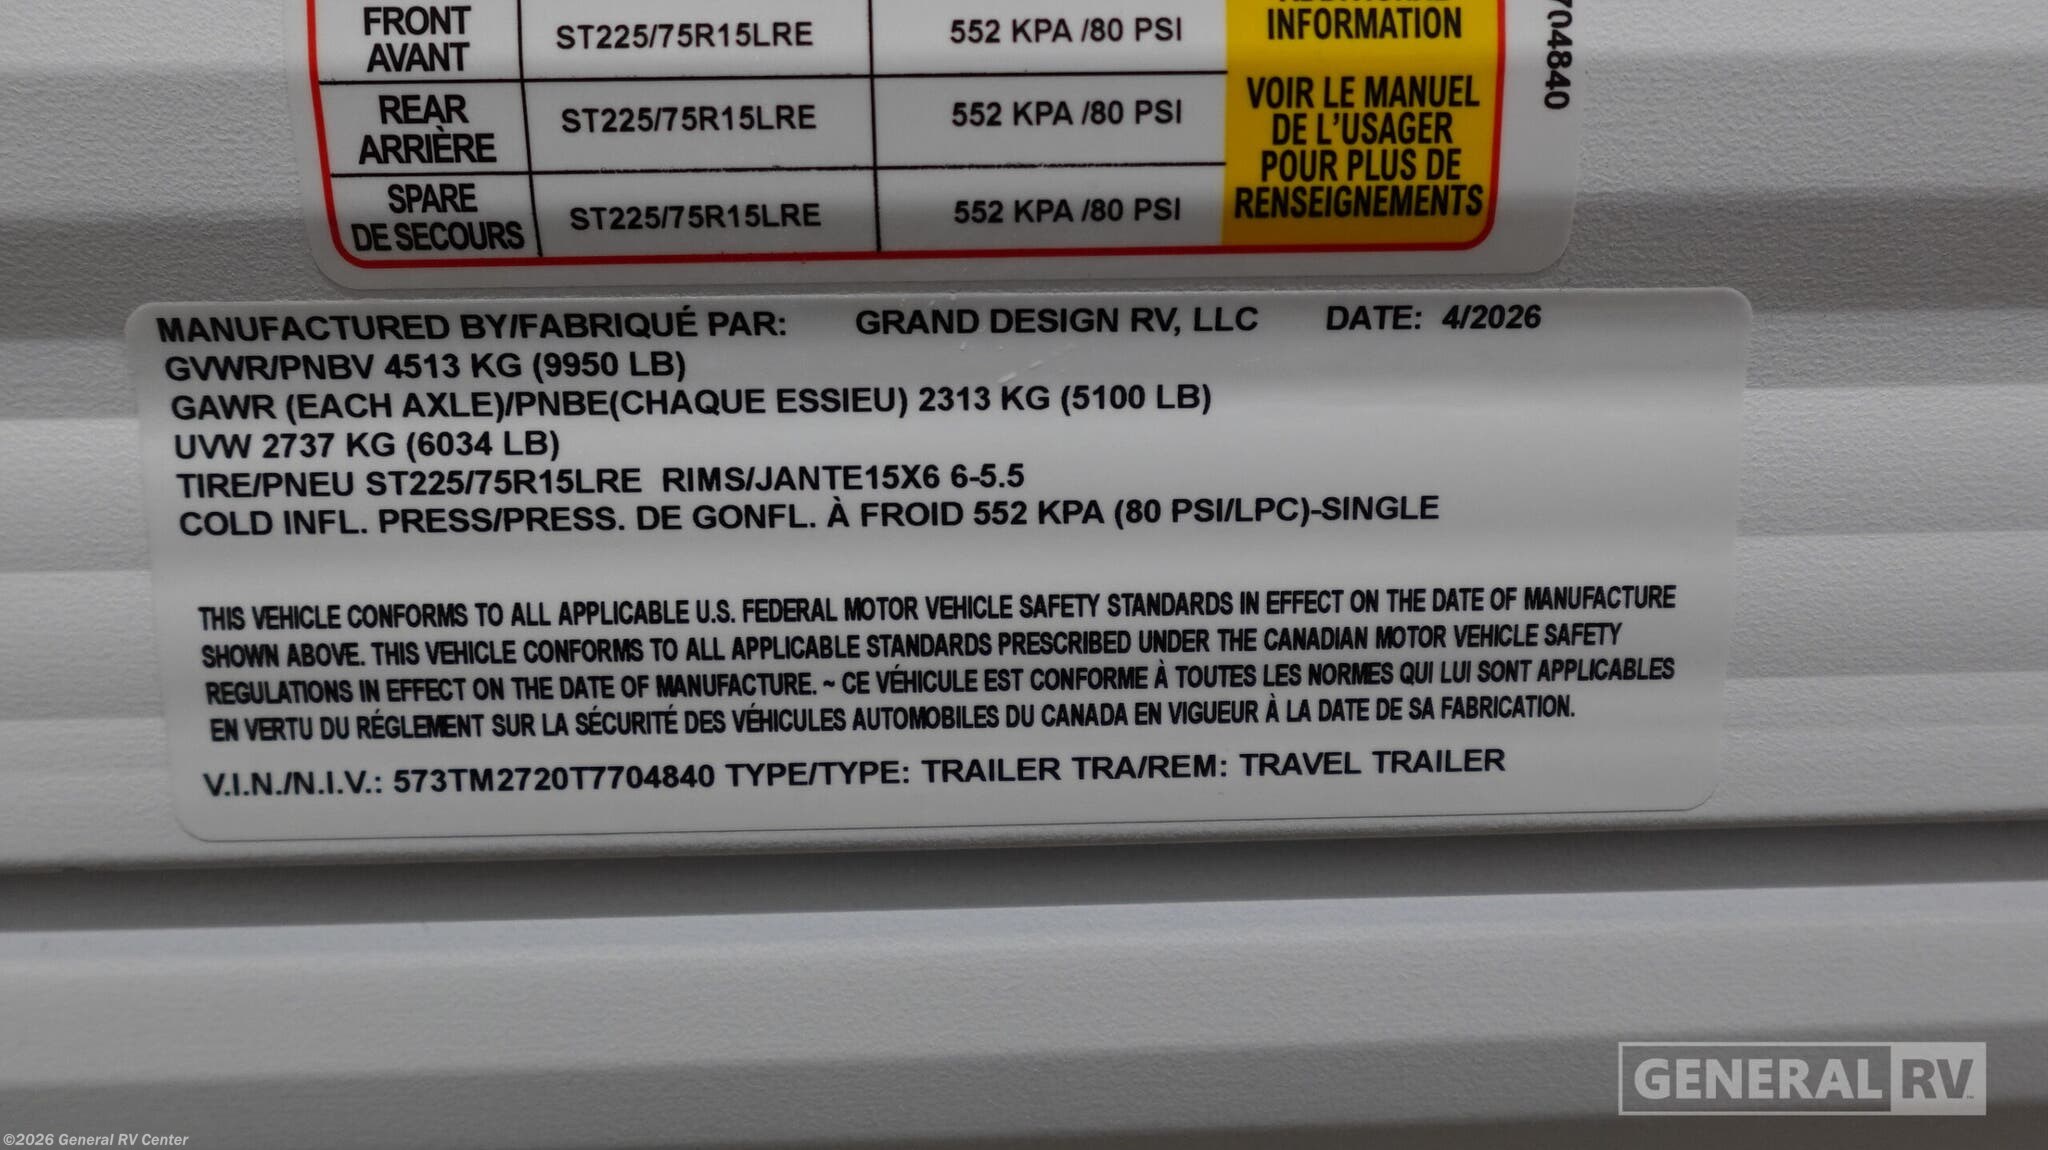 INFORMATION
FRONT
AVANT
ST225/75R15LRE
552 KPA /80 PSI
REAR
ARRIÈRE
ST225/75R15LRE
552 KPA /80 PSI
SPARE
DE SECOURS
ST225/75R15LRE
552 KPA /80 PSI
VOIR LE MANUEL
DE L'USAGER
POUR PLUS DE
RENSEIGNEMENTS
704840
MANUFACTURED BY/FABRIQUÉ PAR: GRAND DESIGN RV, LLC DATE: 4/2026
GVWR/PNBV 4513 KG (9950 LB)
GAWR (EACH AXLE)/PNBE(CHAQUE ESSIEU) 2313 KG (5100 LB)
UVW 2737 KG (6034 LB)
TIRE/PNEU ST225/75R15LRE RIMS/JANTE15X6 6-5.5
COLD INFL. PRESS/PRESS. DE GONFL. À FROID 552 KPA (80 PSI/LPC)-SINGLE
THIS VEHICLE CONFORMS TO ALL APPLICABLE U.S. FEDERAL MOTOR VEHICLE SAFETY STANDARDS IN EFFECT ON THE DATE OF MANUFACTURE
SHOWN ABOVE. THIS VEHICLE CONFORMS TO ALL APPLICABLE STANDARDS PRESCRIBED UNDER THE CANADIAN MOTOR VEHICLE SAFETY
REGULATIONS IN EFFECT ON THE DATE OF MANUFACTURE. ~ CE VÉHICULE EST CONFORME À TOUTES LES NORMES QUI LUI SONT APPLICABLES
EN VERTU DU RÉGLEMENT SUR LA SÉCURITÉ DES VÉHICULES AUTOMOBILES DU CANADA EN VIGUEUR À LA DATE DE SA FABRICATION.
V.I.N./N.I.V.: 573TM2720T7704840 TYPE/TYPE: TRAILER TRA/REM: TRAVEL TRAILER
GENERAL RV
©2026 General RV Center